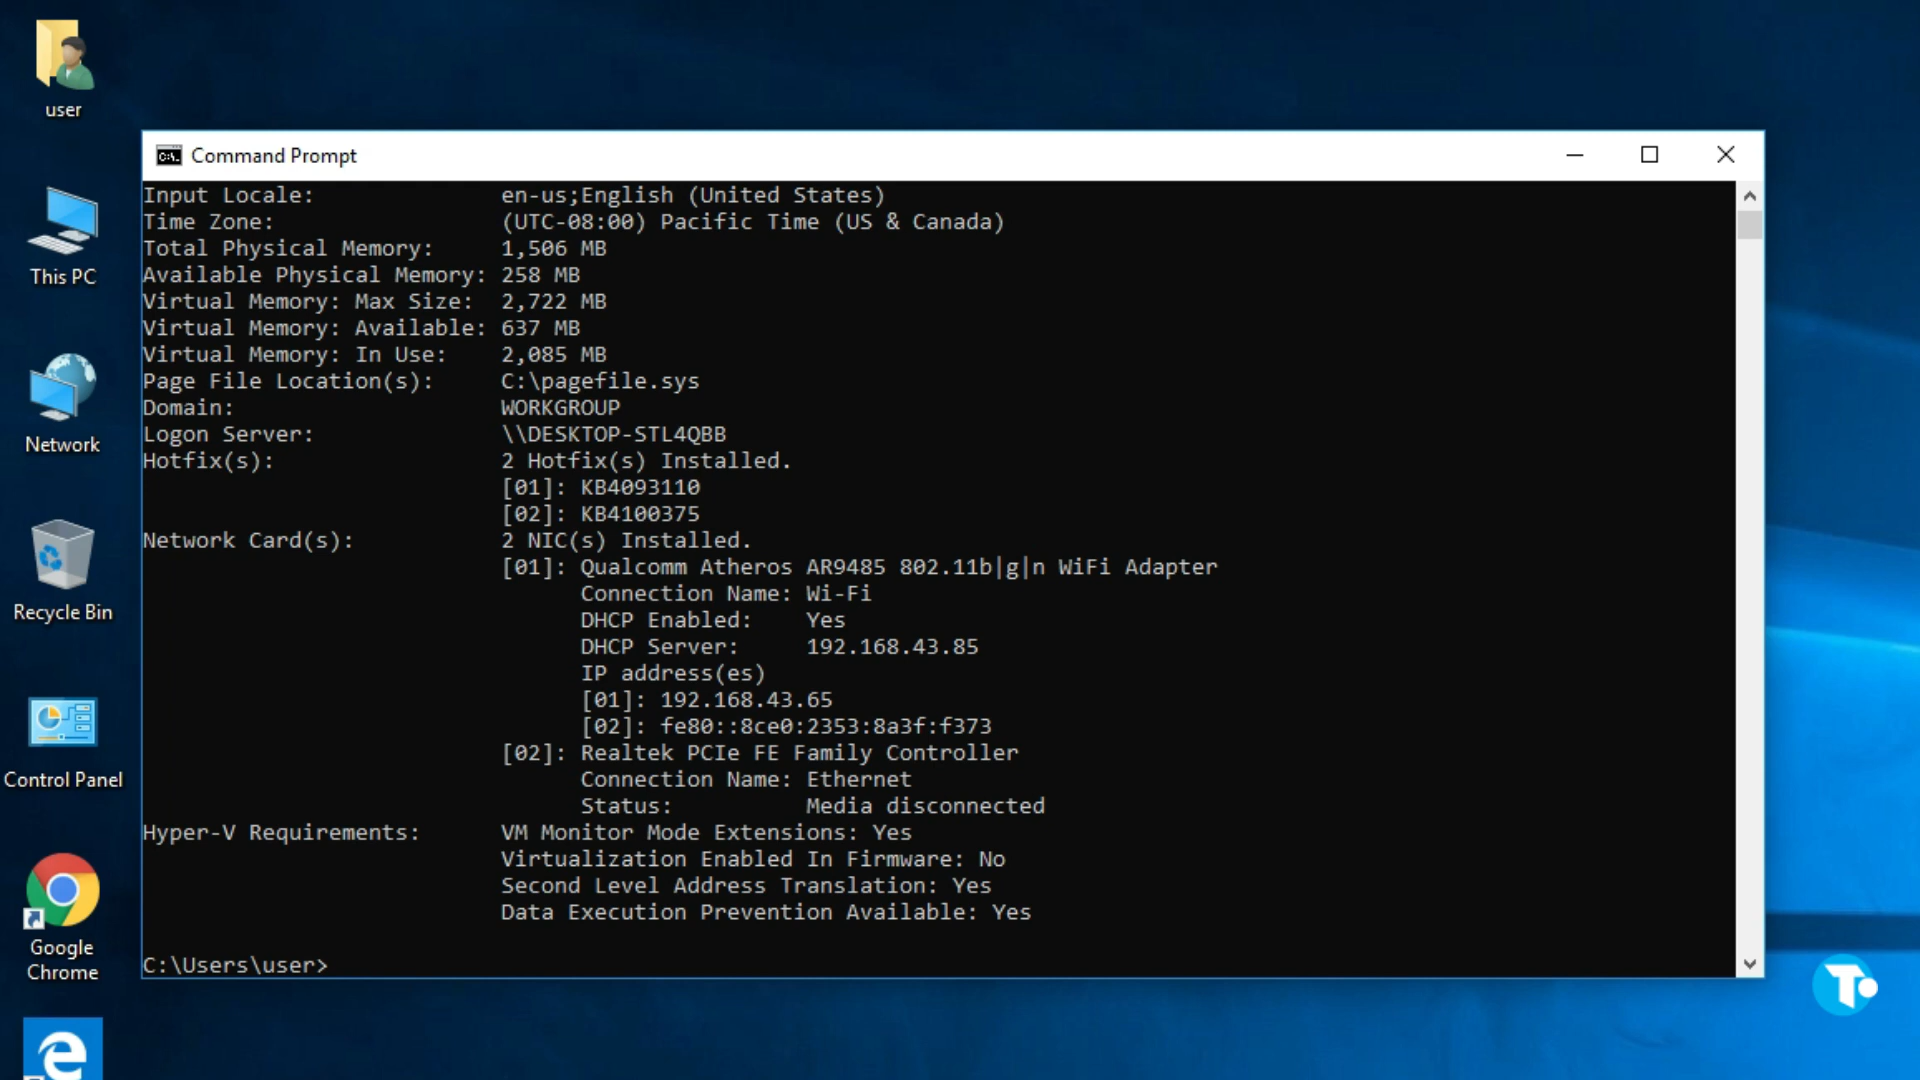 user
This PC
Network
Recycle Bin
Control Panel
Google
Chrome
Command Prompt
Input Locale: en-us;English (United States)
Time Zone: (UTC-08:00) Pacific Time (US & Canada)
Total Physical Memory: 1,506 MB
Available Physical Memory: 258 MB
Virtual Memory: Max Size: 2,722 MB
Virtual Memory: Available: 637 MB
Virtual Memory: In Use: 2,085 MB
Page File Location(s): C:\pagefile.sys
Domain: WORKGROUP
Logon Server: \\DESKTOP-STL4QBB
Hotfix(s): 2 Hotfix(s) Installed.
[01]: KB4093110
[02]: KB4100375
Network Card(s): 2 NIC(s) Installed.
[01]: Qualcomm Atheros AR9485 802.11b|g|n WiFi Adapter
Connection Name: Wi-Fi
DHCP Enabled: Yes
DHCP Server: 192.168.43.85
IP address(es)
[01]: 192.168.43.65
[02]: fe80::8ce0:2353:8a3f:f373
[02]: Realtek PCIe FE Family Controller
Connection Name: Ethernet
Status: Media disconnected
Hyper-V Requirements: VM Monitor Mode Extensions: Yes
Virtualization Enabled In Firmware: No
Second Level Address Translation: Yes
Data Execution Prevention Available: Yes
C:\Users\user>